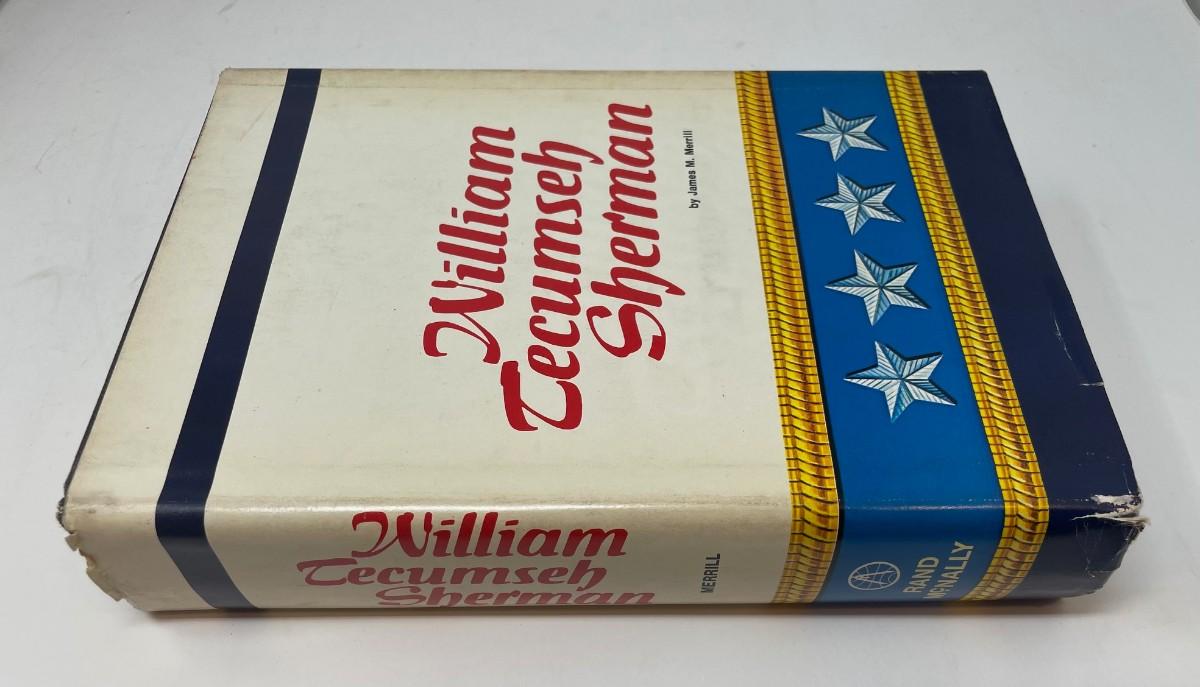 William
Tecumseh
Sherman
by James M. Merrill
William
Tecumseh
Sherman
MERRILL
RAND
MCNALLY